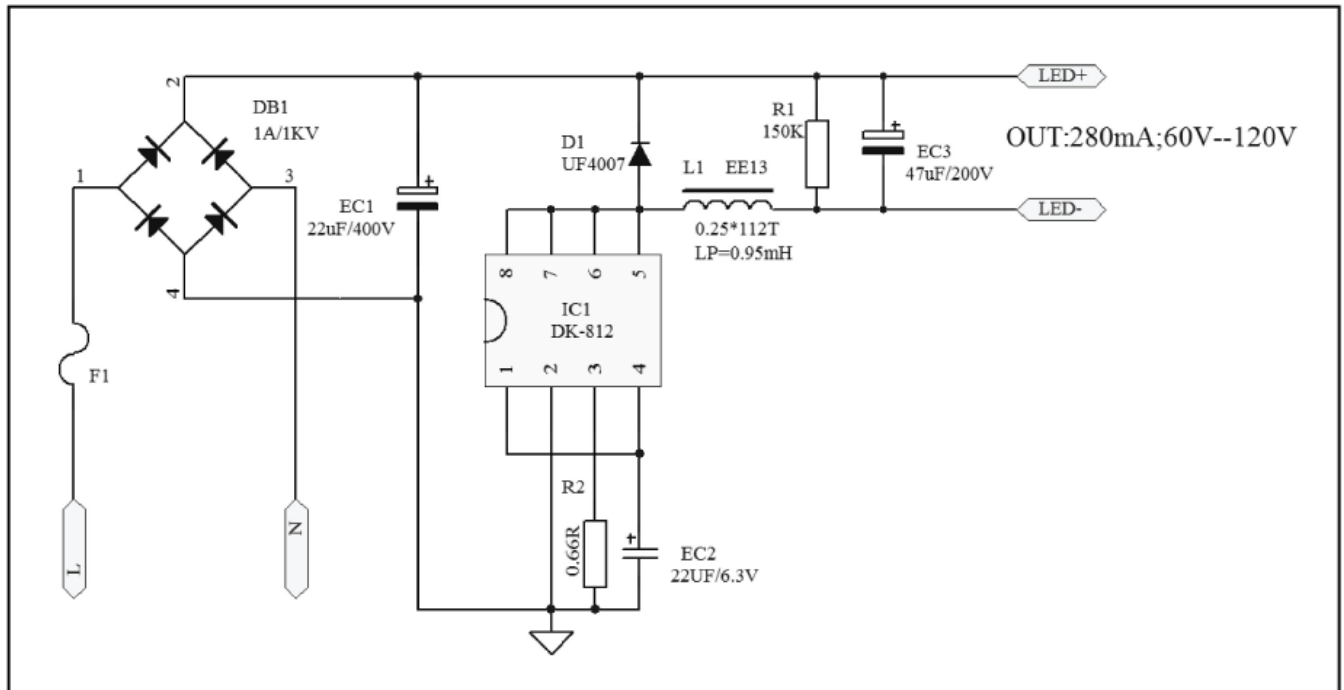 2
DB1
1A/1KV
1
3
4
F1
L
N
EC1
22uF/400V
+
D1
UF4007
L1 EE13
0.25*112T
LP=0.95mH
R1
150K
+
EC3
47uF/200V
LED+
OUT:280mA;60V--120V
LED-
8 7 6 5
IC1
DK-812
1 2 3 4
R2
0.66R
+
EC2
22UF/6.3V